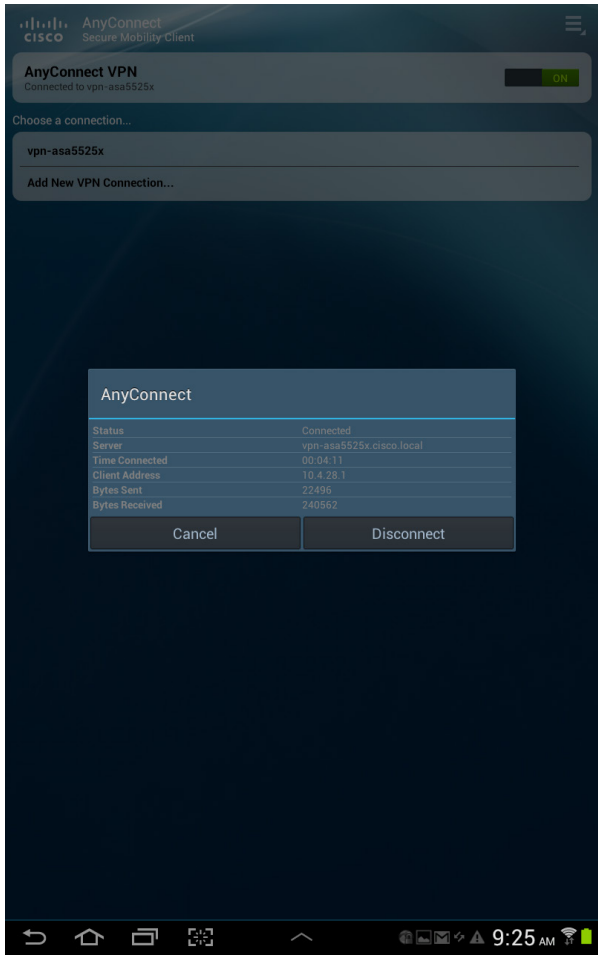 CISCO AnyConnect
Secure Mobility Client
AnyConnect VPN
Connected to vpn-asa5525x
ON
Choose a connection...
vpn-asa5525x
Add New VPN Connection...
AnyConnect
Status Connected
Server vpn-asa5525x.cisco.local
Time Connected 00:04:11
Client Address 10.4.28.1
Bytes Sent 22496
Bytes Received 240562
Cancel Disconnect
9:25 AM